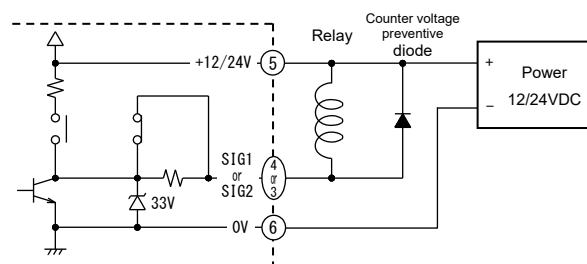 Counter voltage
preventive
diode
Relay
+12/24V
5
+
Power
12/24VDC
−
SIG1
or
SIG2
4
or
3
33V
0V
6